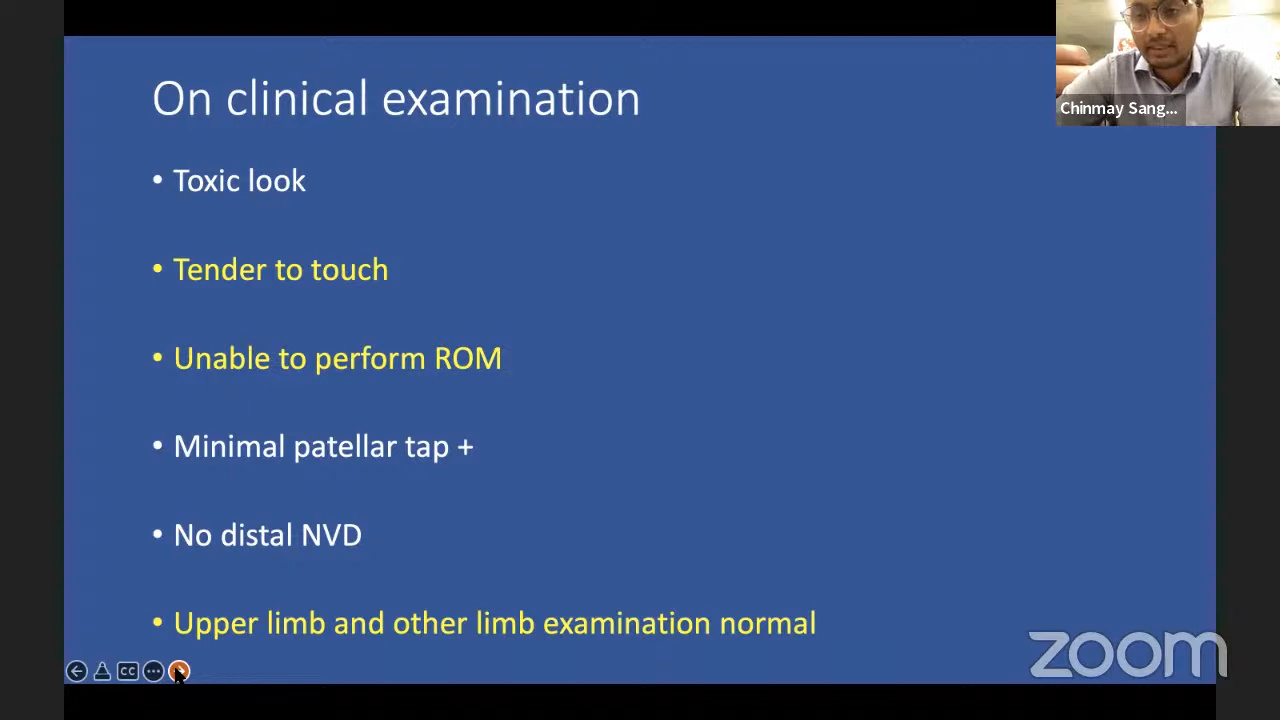 On clinical examination
Chinmay Sang...
• Toxic look
• Tender to touch
• Unable to perform ROM
• Minimal patellar tap +
• No distal NVD
• Upper limb and other limb examination normal
CC
zoom